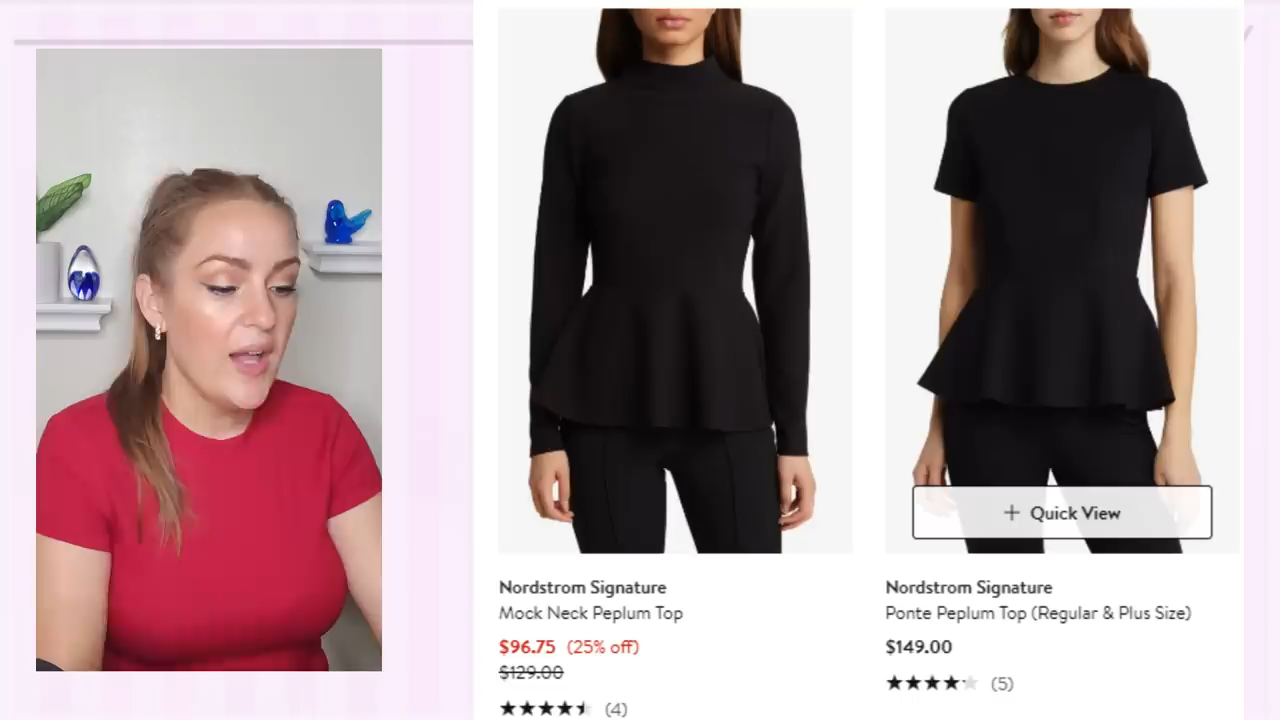 Nordstrom Signature
Mock Neck Peplum Top
$96.75 (25% off)
$129.00
(4)
+ Quick View
Nordstrom Signature
Ponte Peplum Top (Regular & Plus Size)
$149.00
(5)